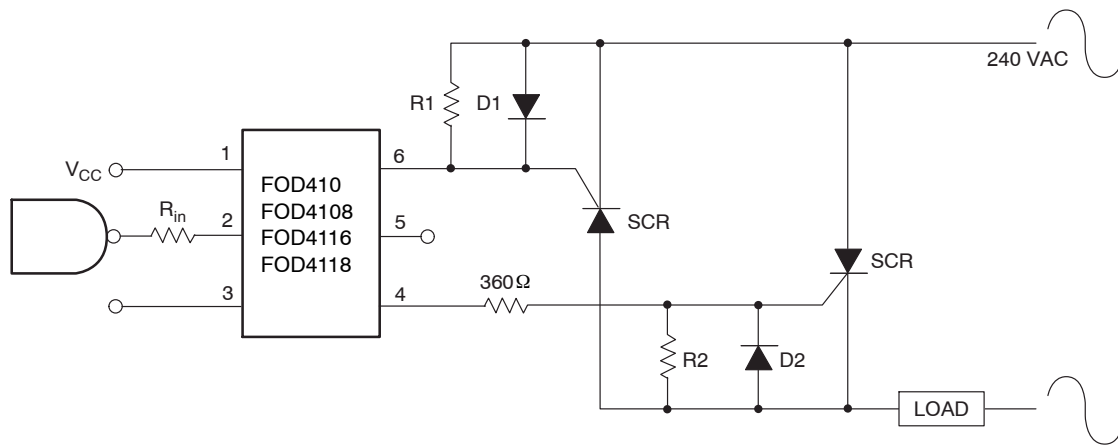 240 VAC
R1
D1
1
6
V_CC
FOD410
FOD4108
FOD4116
FOD4118
R_in
2
5
SCR
SCR
3
4
360Ω
R2
D2
LOAD